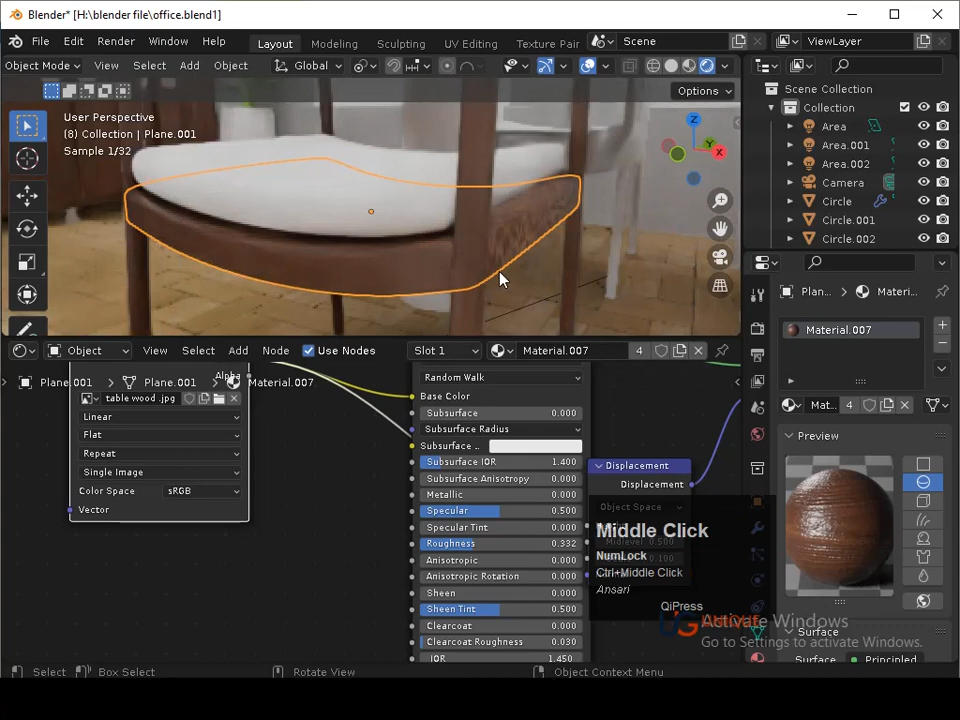 Blender* [H:\blender file\office.blend1]
File Edit Render Window Help Layout Modeling Sculpting UV Editing Texture Pair Scene ViewLayer
Object Mode View Select Add Object Global
Options
User Perspective
(8) Collection | Plane.001
Sample 1/32
Z
Y
X
Scene Collection
Collection
Area
Area.001
Area.002
Camera
Circle
Circle.001
Circle.002
Plan... Materi...
Material.007
Mat... 4
Preview
Surface
Surface Principled
Object View Select Add Node Use Nodes Slot 1 Material.007 4
Plane.001 Plane.001 Material.007
Alpha
table wood .jpg
Linear
Flat
Repeat
Single Image
Color Space sRGB
Vector
Random Walk
Base Color
Subsurface 0.000
Subsurface Radius
Subsurface ..
Subsurface IOR 1.400
Subsurface Anisotropy 0.000
Metallic 0.000
Specular 0.500
Specular Tint 0.000
Roughness 0.332
Anisotropic 0.000
Anisotropic Rotation 0.000
Sheen 0.000
Sheen Tint 0.500
Clearcoat 0.000
Clearcoat Roughness 0.030
IOR 1.450
Displacement
Displacement
Object Space
Midlevel 0.500
Middle Click
NumLock
Ctrl+Middle Click
Ansari
QiPress
Activate Windows
Go to Settings to activate Windows.
Select Box Select Rotate View Object Context Menu